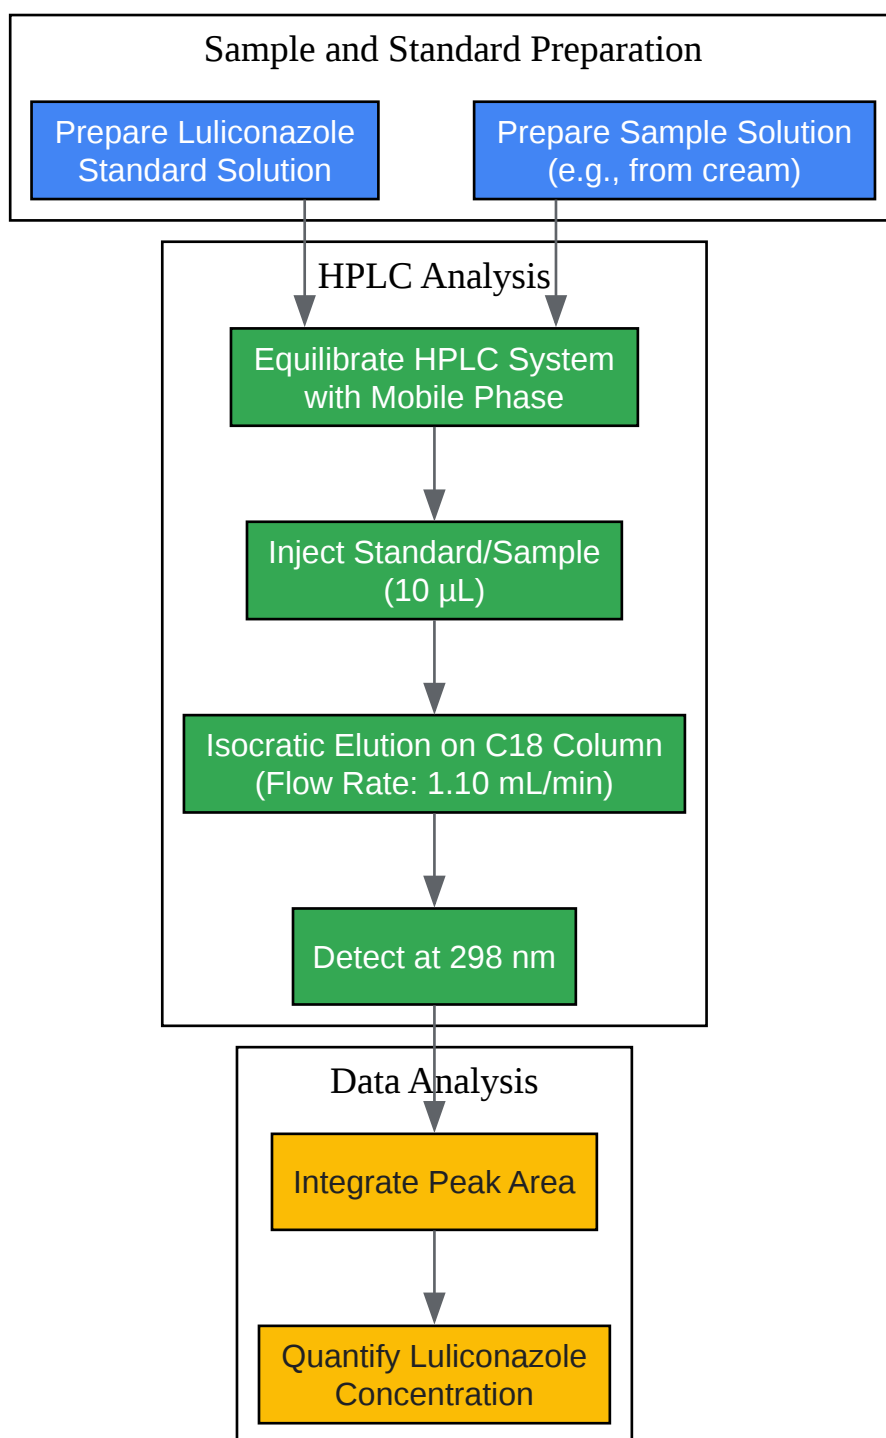 Sample and Standard Preparation
Prepare Luliconazole
Standard Solution
Prepare Sample Solution
(e.g., from cream)
HPLC Analysis
Equilibrate HPLC System
with Mobile Phase
Inject Standard/Sample
(10 µL)
Isocratic Elution on C18 Column
(Flow Rate: 1.10 mL/min)
Detect at 298 nm
Data Analysis
Integrate Peak Area
Quantify Luliconazole
Concentration